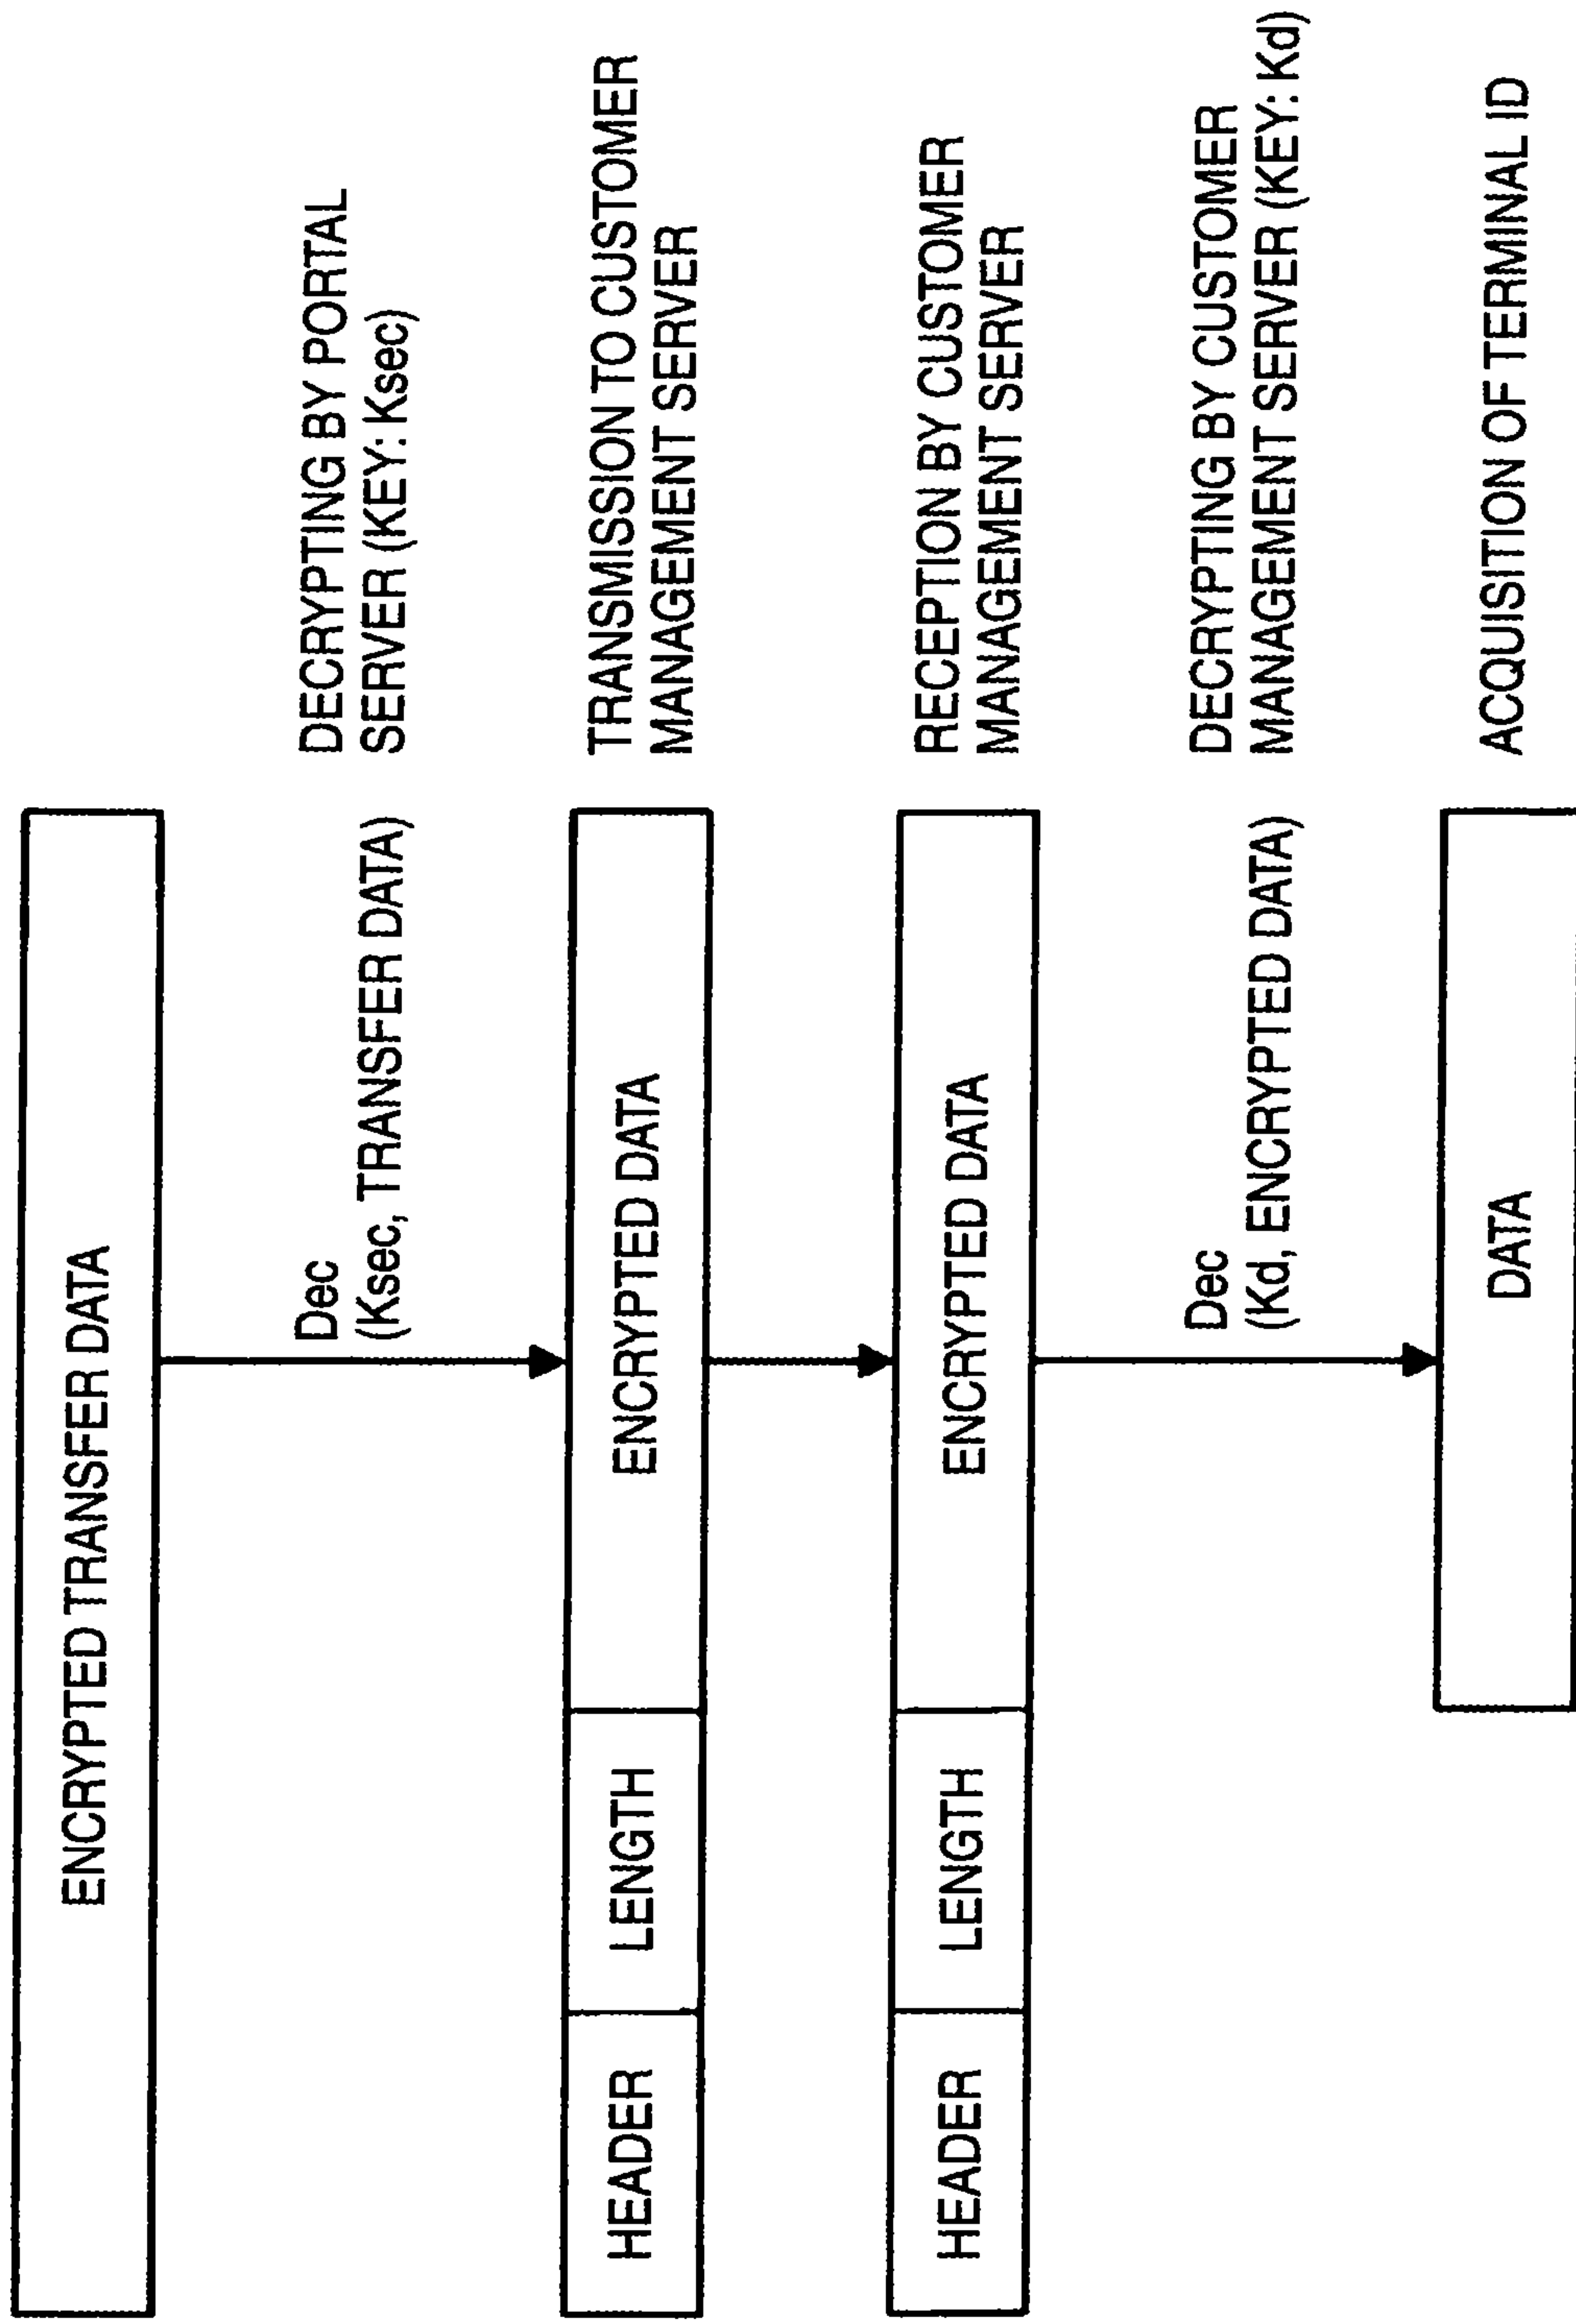 ENCRYPTED TRANSFER DATA
Dec
(Ksec, TRANSFER DATA)
DECRYPTING BY PORTAL
SERVER (KEY: Ksec)
HEADER
LENGTH
ENCRYPTED DATA
TRANSMISSION TO CUSTOMER
MANAGEMENT SERVER
HEADER
LENGTH
ENCRYPTED DATA
RECEPTION BY CUSTOMER
MANAGEMENT SERVER
Dec
(Kd, ENCRYPTED DATA)
DECRYPTING BY CUSTOMER
MANAGEMENT SERVER (KEY: Kd)
DATA
ACQUISITION OF TERMINAL ID